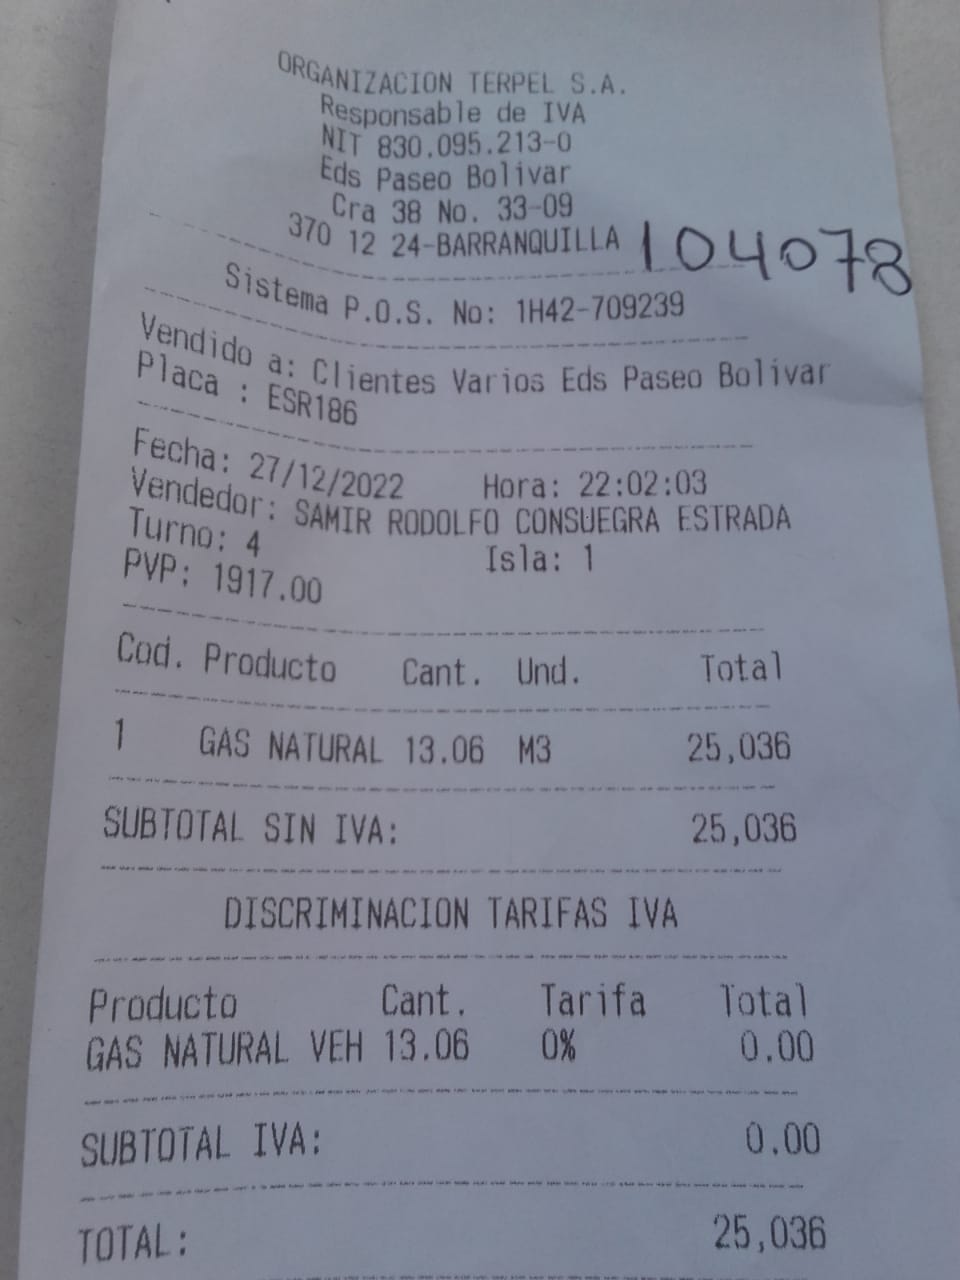 ORGANIZACION TERPEL S.A.
Responsable de IVA
NIT 830.095.213-0
Eds Paseo Bolivar
Cra 38 No. 33-09
370 12 24-BARRANQUILLA 104078
Sistema P.O.S. No: 1H42-709239
Vendido a: Clientes Varios Eds Paseo Bolivar
Placa : ESR186
Fecha: 27/12/2022 Hora: 22:02:03
Vendedor: SAMIR RODOLFO CONSUEGRA ESTRADA
Turno: 4 Isla: 1
PVP: 1917.00
Cod. Producto Cant. Und. Total
1 GAS NATURAL 13.06 M3 25,036
SUBTOTAL SIN IVA: 25,036
DISCRIMINACION TARIFAS IVA
Producto Cant. Tarifa Total
GAS NATURAL VEH 13.06 0% 0.00
SUBTOTAL IVA: 0.00
TOTAL: 25,036